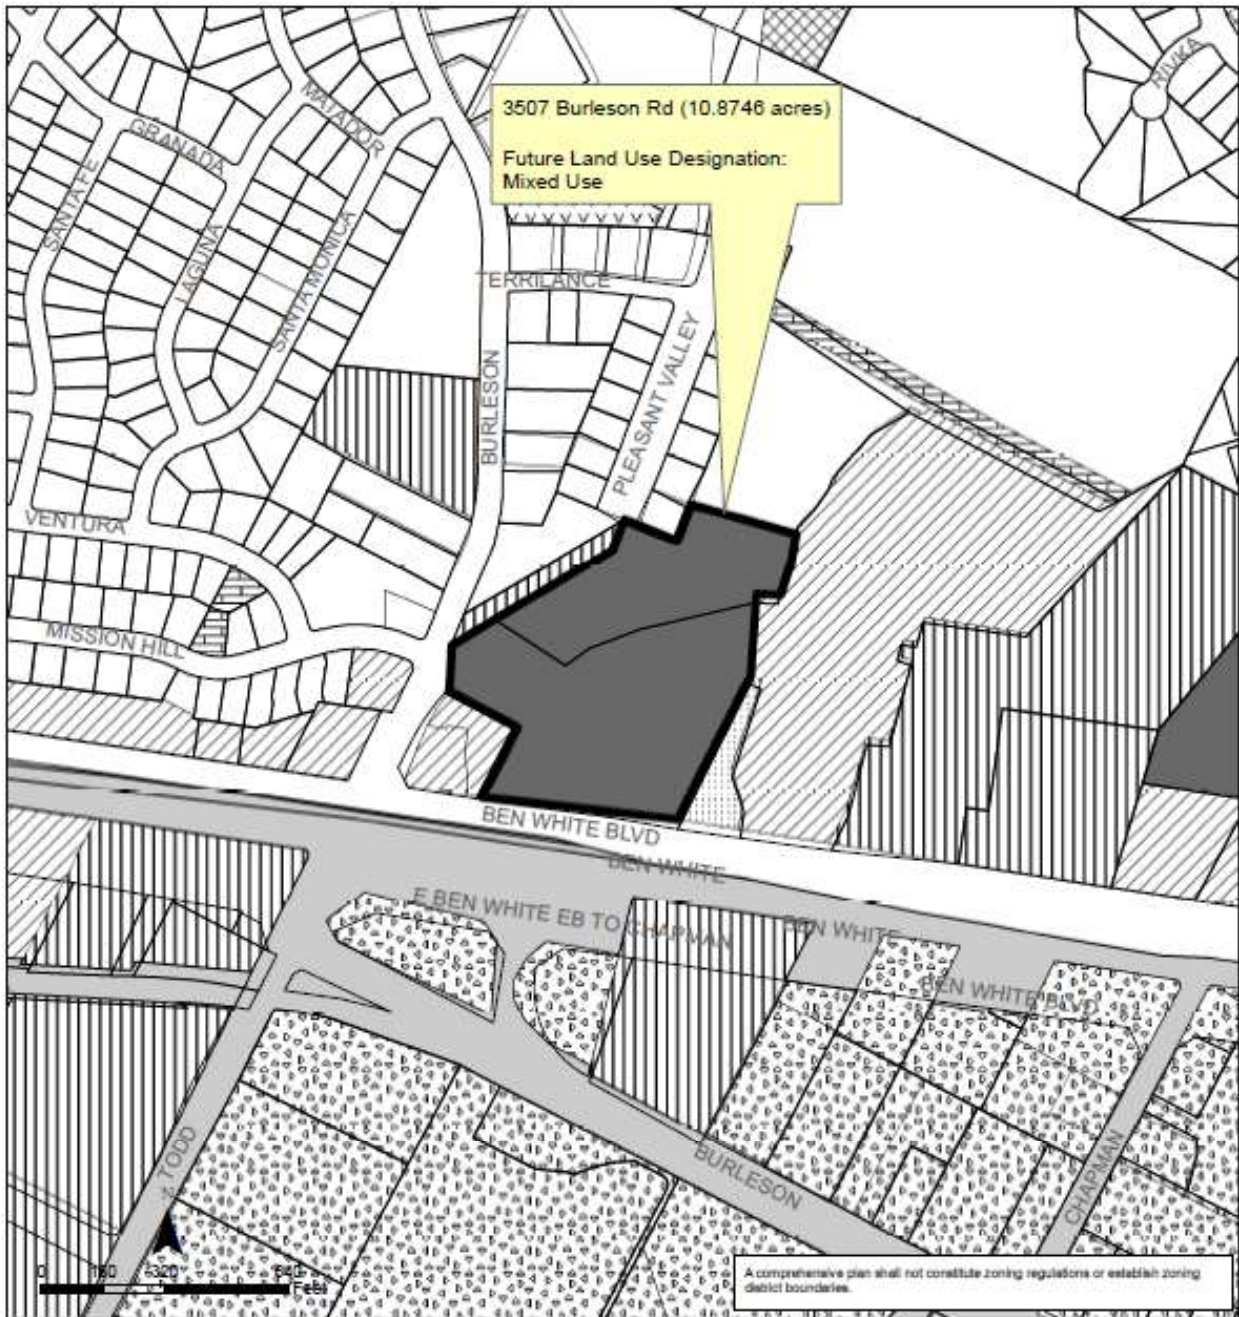 RIVKA
3507 Burleson Rd (10.8746 acres)
Future Land Use Designation:
Mixed Use
MATADOR
GRANADA
SANTA FE
LAGUNA
SANTA MONICA
TERRILANCE
BURLESON
PLEASANT VALLEY
VENTURA
MISSION HILL
BEN WHITE BLVD
BEN WHITE
E BEN WHITE EB TO CHAPMAN
BEN WHITE
BEN WHITE BLVD
TODD
BURLESON
CHAPMAN
N
0 160 320 640
Feet
A comprehensive plan shall not constitute zoning regulations or establish zoning
district boundaries.